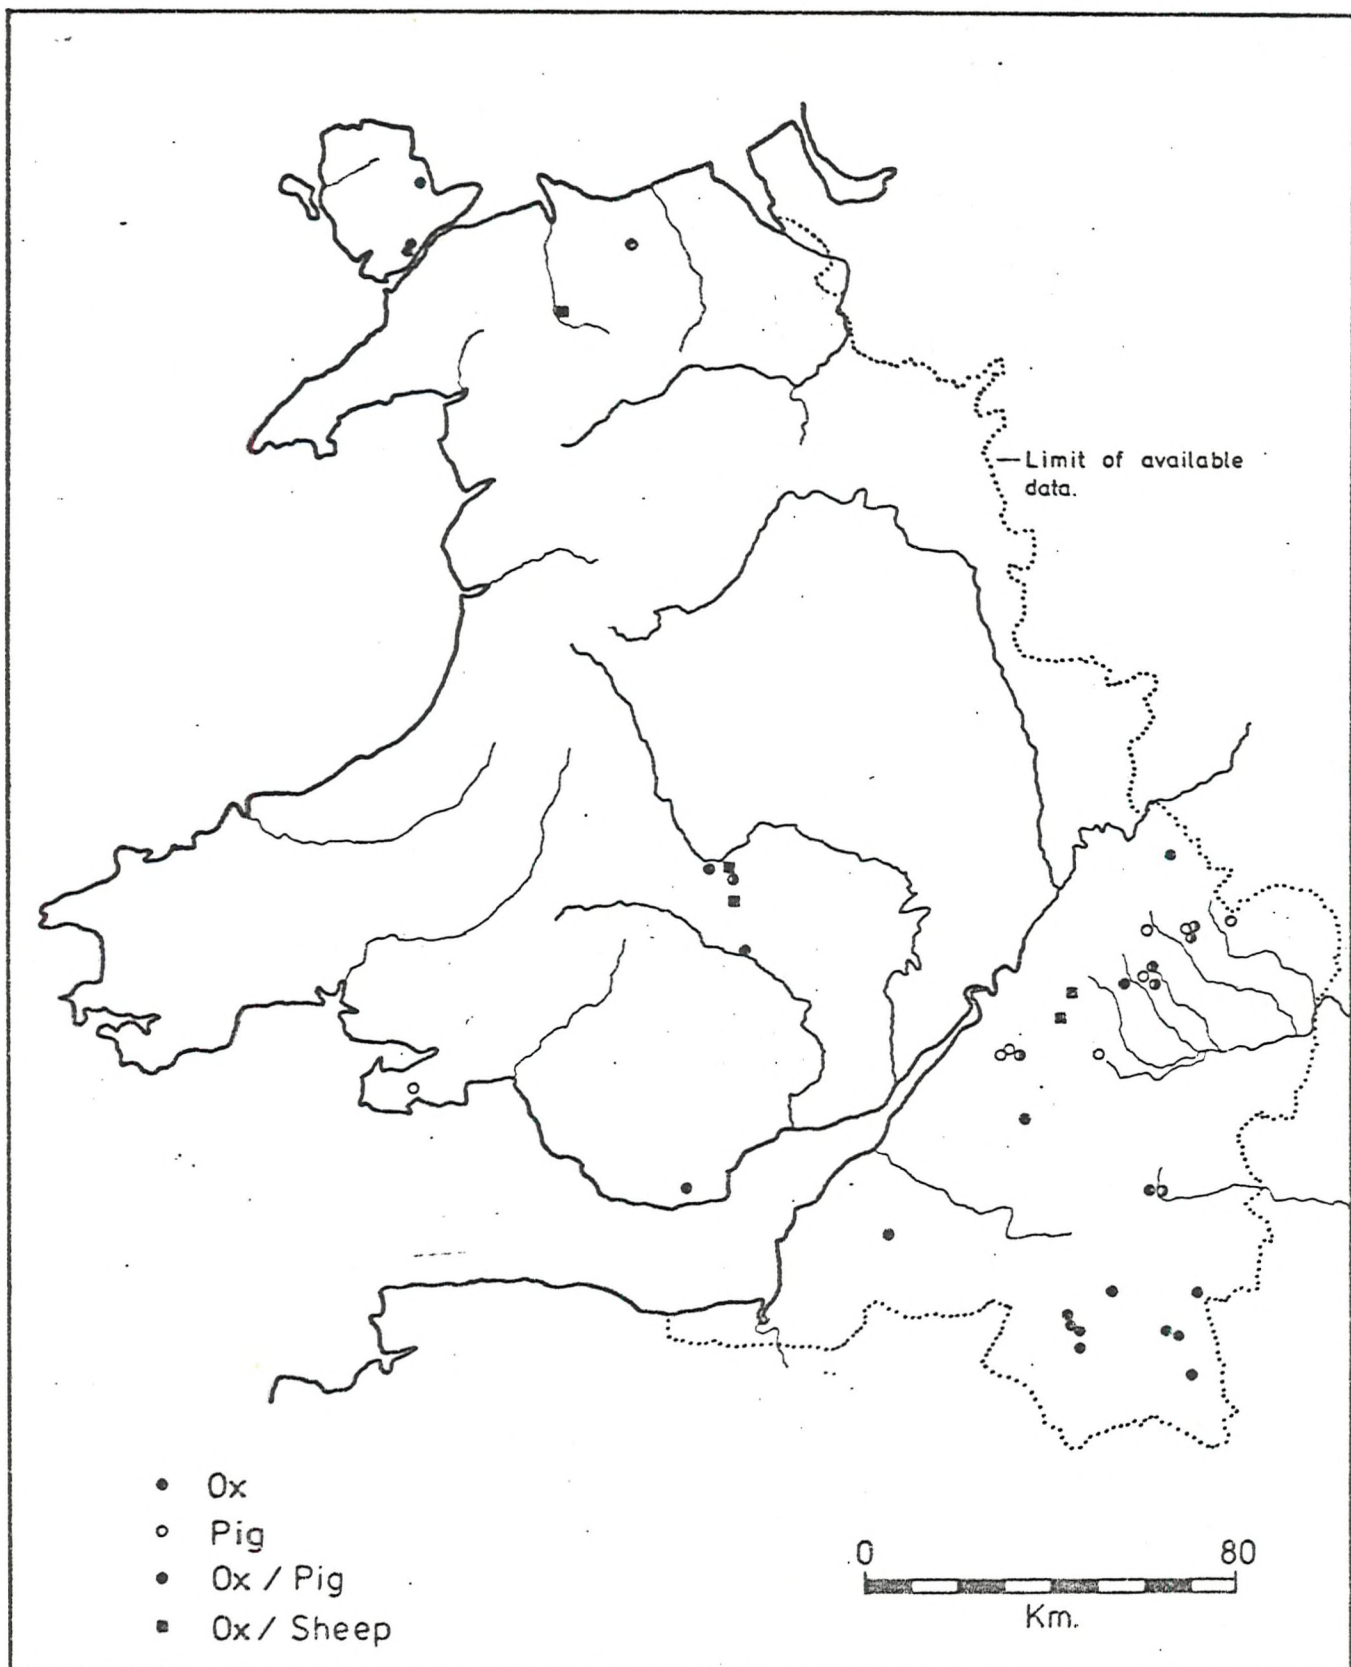 —Limit of available
data.
Ox
Pig
Ox / Pig
Ox / Sheep
0 80
Km.